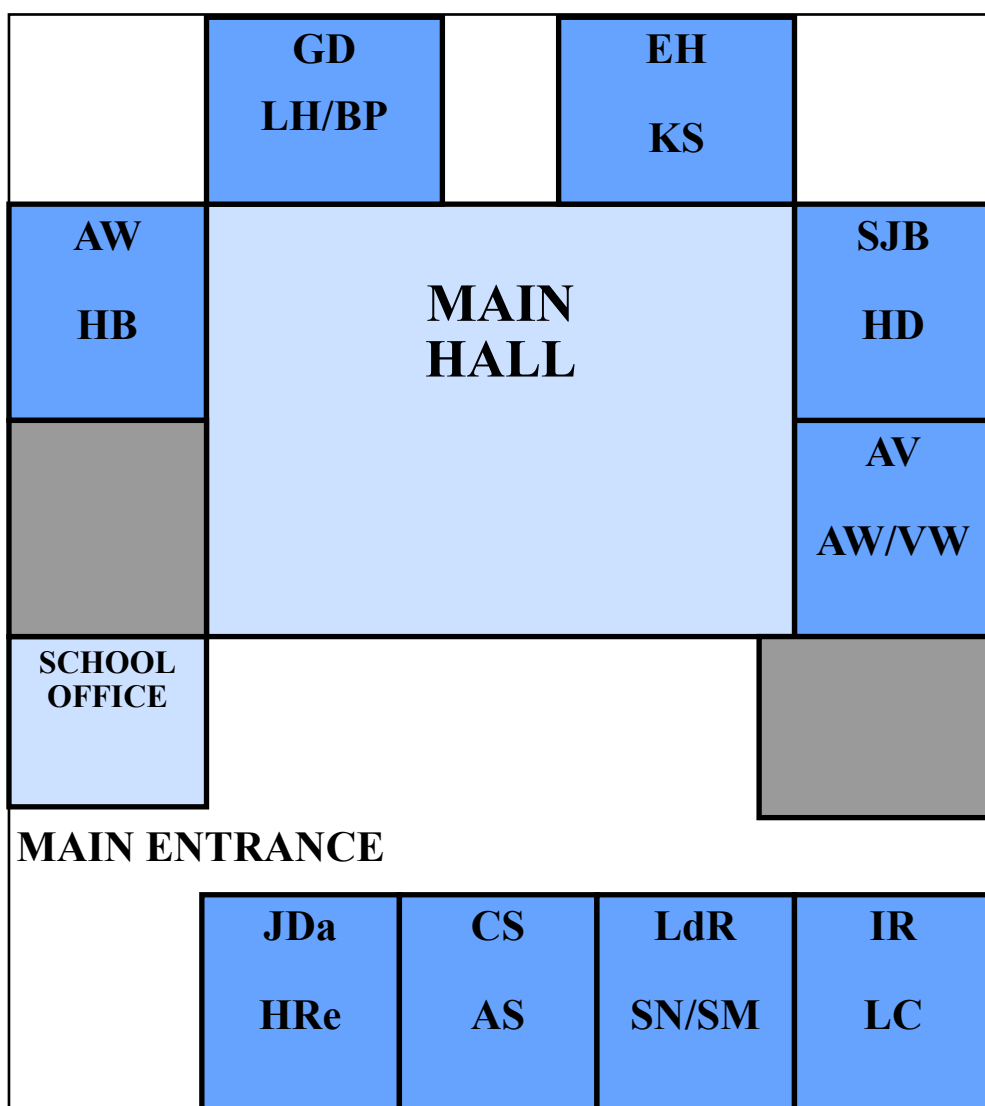 GD
LH/BP
EH
KS
AW
HB
MAIN
HALL
SJB
HD
AV
AW/VW
SCHOOL
OFFICE
MAIN ENTRANCE
JDa
HRe
CS
AS
LdR
SN/SM
IR
LC